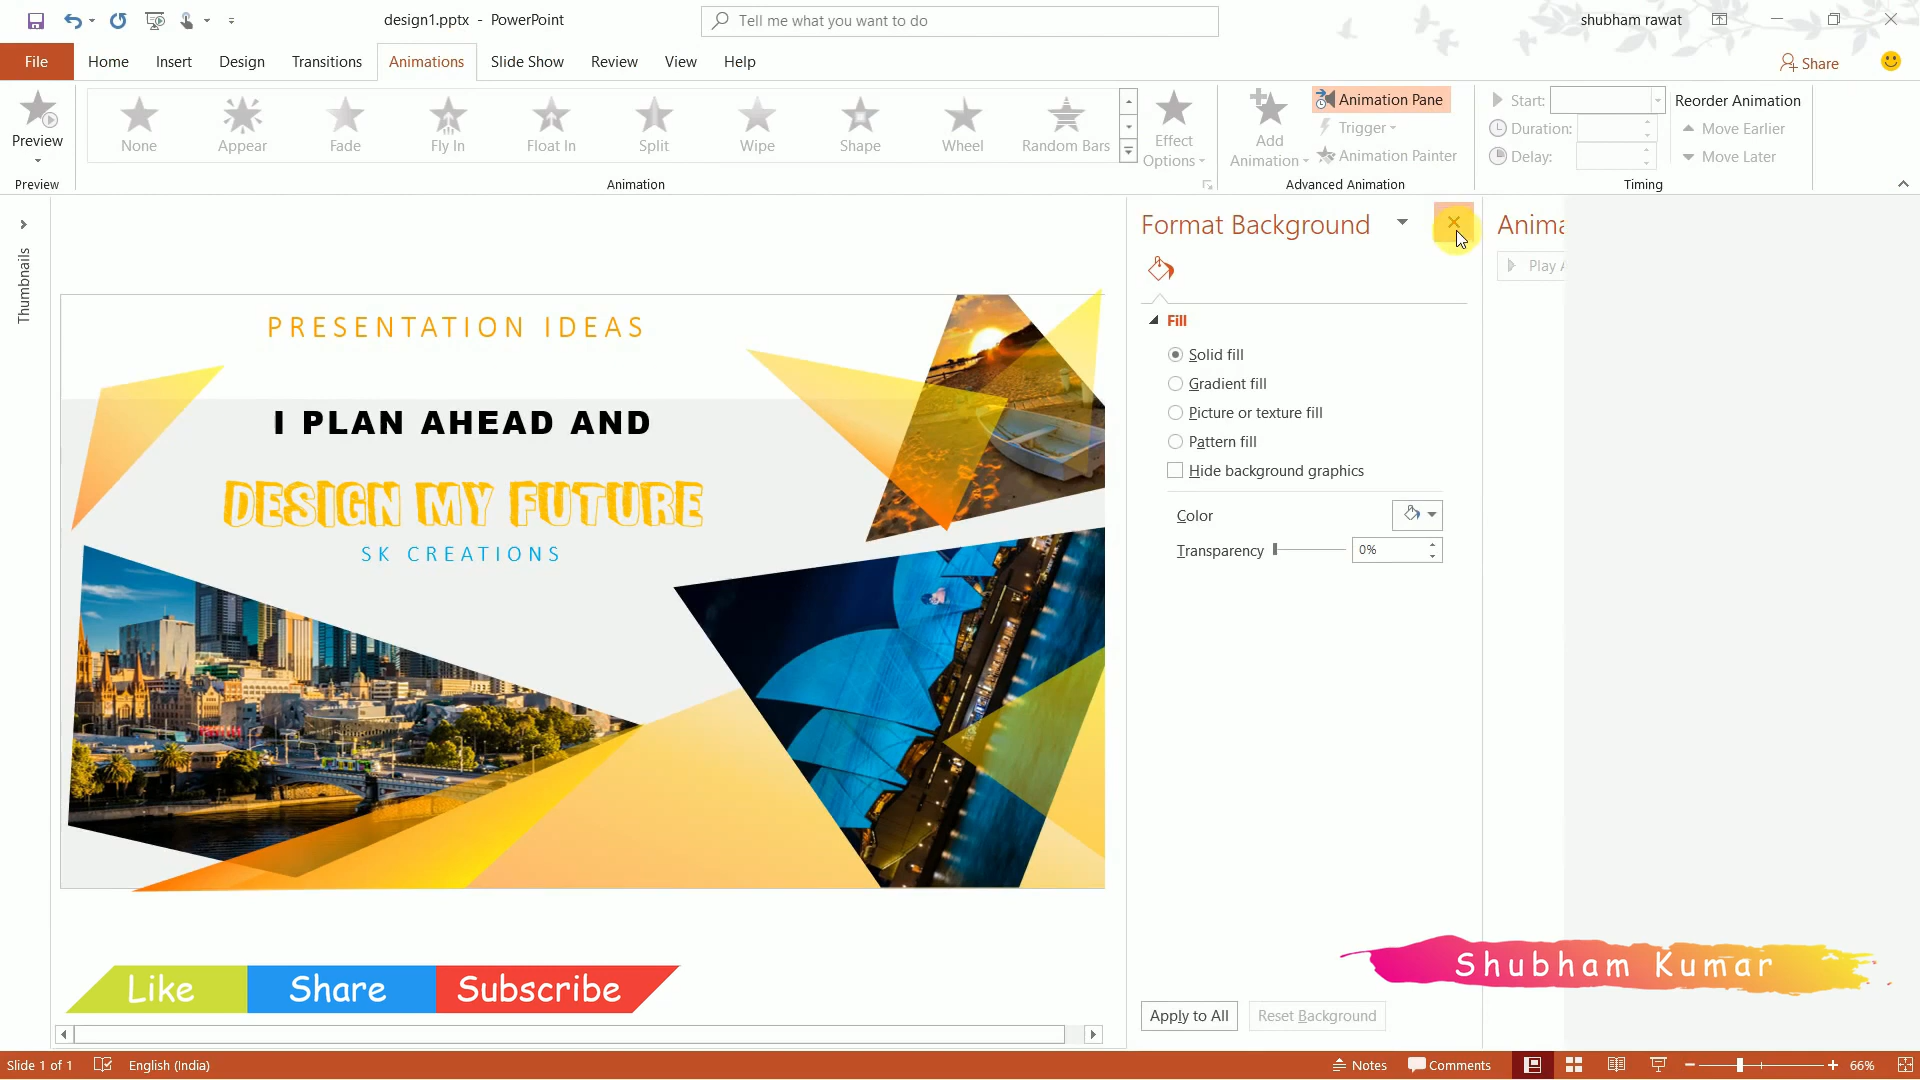 design1.pptx - PowerPoint
Tell me what you want to do
shubham rawat
File Home Insert Design Transitions Animations Slide Show Review View Help
Share
Preview
None Appear Fade Fly In Float In Split Wipe Shape Wheel Random Bars
Effect Options
Add Animation
Animation Pane
Trigger
Animation Painter
Start:
Duration:
Delay:
Reorder Animation
Move Earlier
Move Later
Preview Animation Advanced Animation Timing
Thumbnails
PRESENTATION IDEAS
I PLAN AHEAD AND
DESIGN MY FUTURE
SK CREATIONS
Format Background
Fill
Solid fill
Gradient fill
Picture or texture fill
Pattern fill
Hide background graphics
Color
Transparency 0%
Apply to All Reset Background
Play
Like Share Subscribe
Shubham Kumar
Slide 1 of 1 English (India) Notes Comments 66%